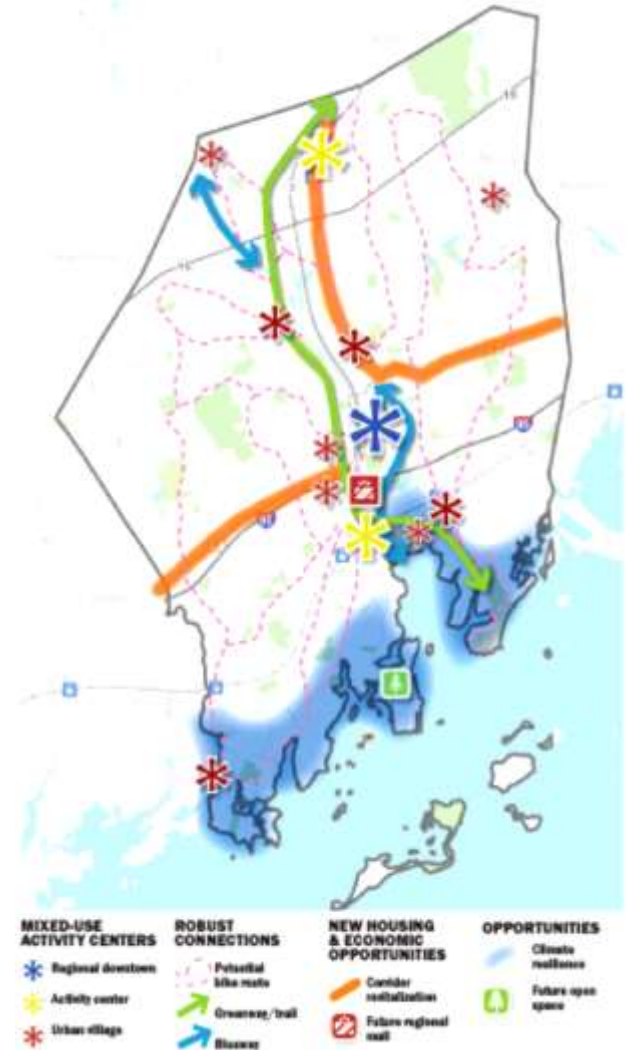 MIXED-USE
ACTIVITY CENTERS
Regional downtown
Activity center
Urban village
ROBUST
CONNECTIONS
Potential
bike route
Greenway/trail
Blueway
NEW HOUSING
& ECONOMIC
OPPORTUNITIES
Corridor
revitalization
Future regional
mall
OPPORTUNITIES
Climate
resilience
Future open
space